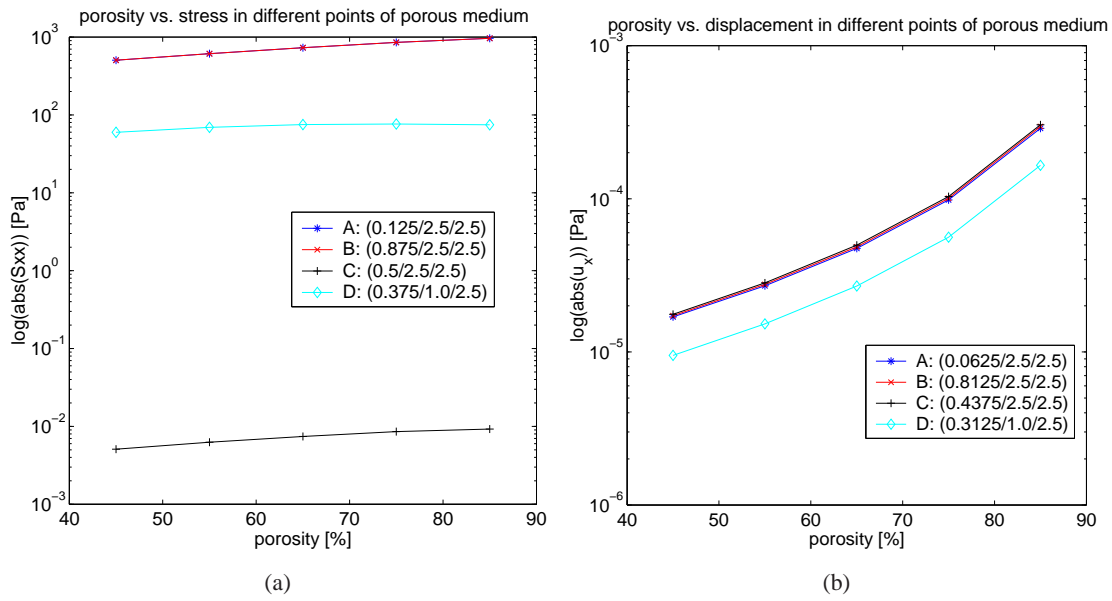 porosity vs. stress in different points of porous medium
10^3
10^2
10^1
10^0
10^-1
10^-2
10^-3
log(abs(Sxx)) [Pa]
A: (0.125/2.5/2.5)
B: (0.875/2.5/2.5)
C: (0.5/2.5/2.5)
D: (0.375/1.0/2.5)
40 50 60 70 80 90
porosity [%]
(a)
porosity vs. displacement in different points of porous medium
10^-3
10^-4
10^-5
10^-6
log(abs(u_x)) [Pa]
A: (0.0625/2.5/2.5)
B: (0.8125/2.5/2.5)
C: (0.4375/2.5/2.5)
D: (0.3125/1.0/2.5)
40 50 60 70 80 90
porosity [%]
(b)